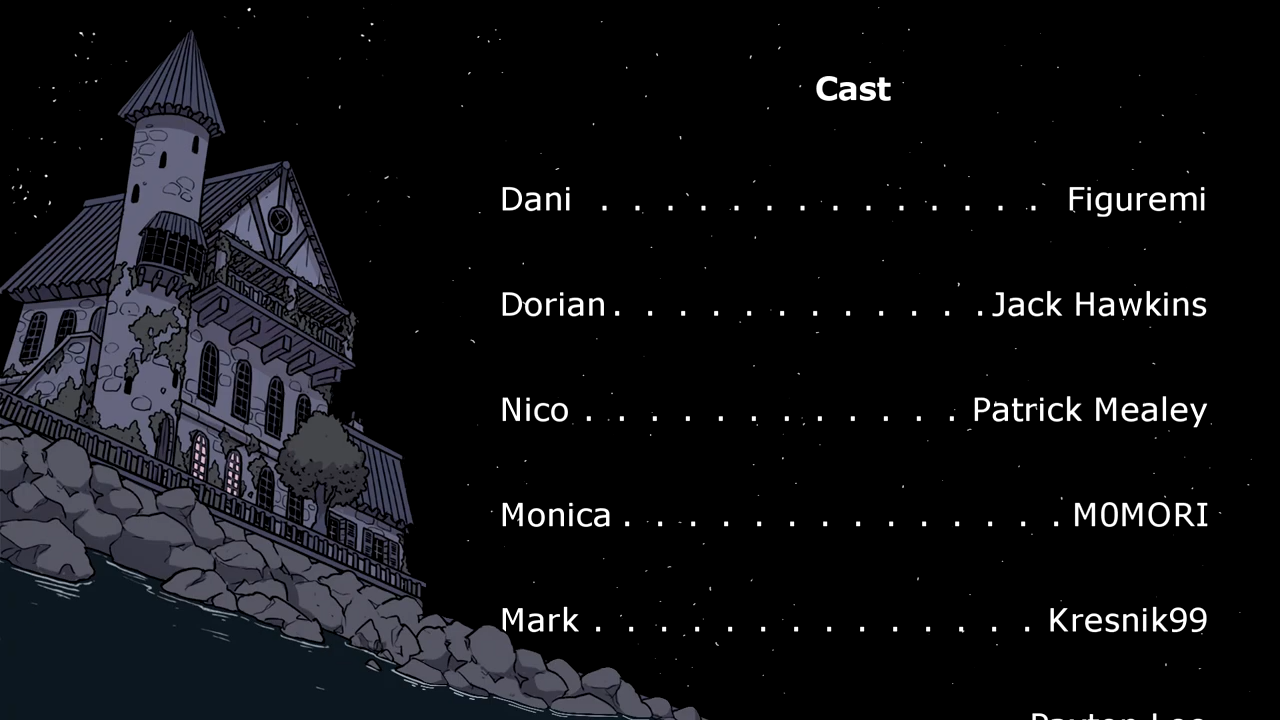 Cast
Dani . . . . . . . . . . . . . . Figuremi
Dorian . . . . . . . . . . . . Jack Hawkins
Nico . . . . . . . . . . . . Patrick Mealey
Monica . . . . . . . . . . . . . . M0MORI
Mark . . . . . . . . . . . . . . Kresnik99